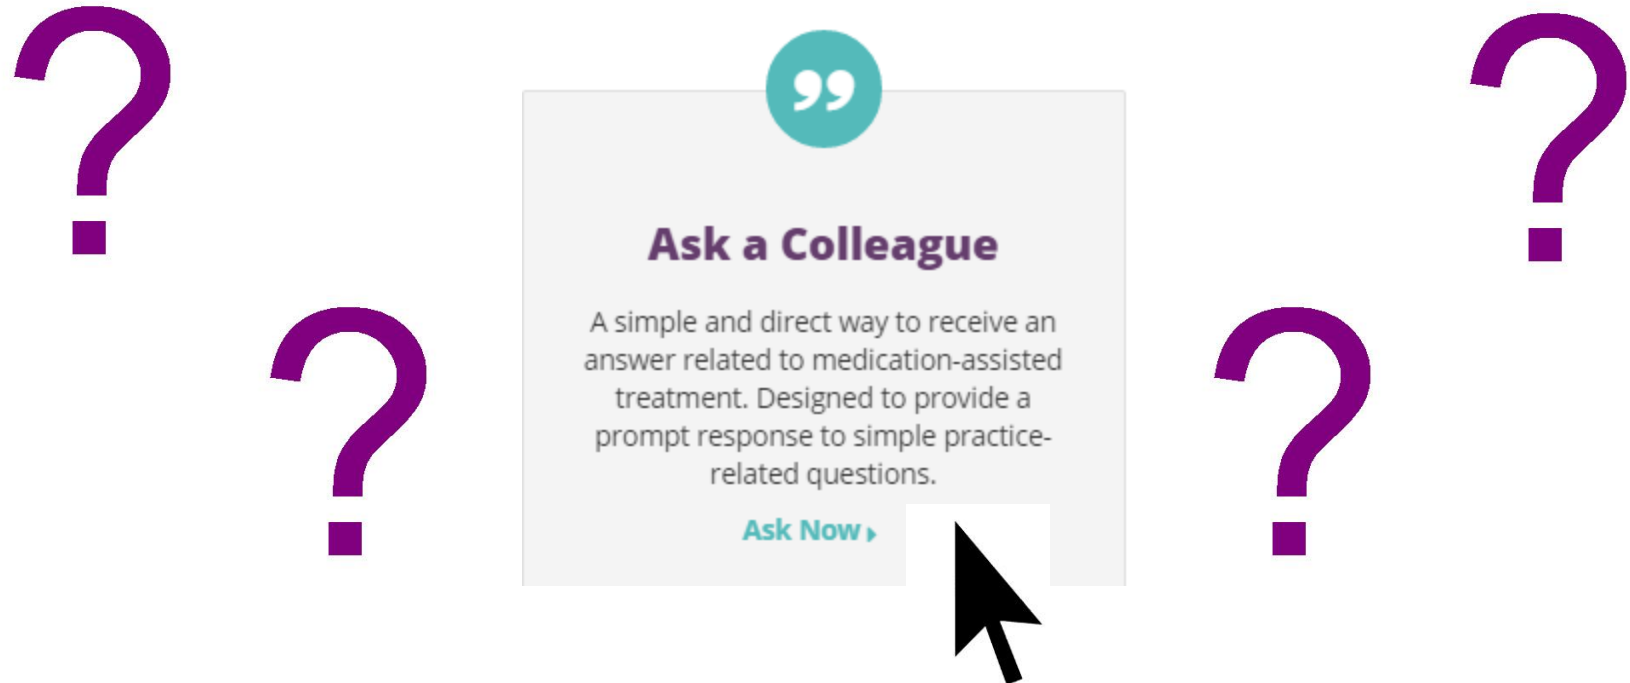 Ask a Colleague
A simple and direct way to receive an
answer related to medication-assisted
treatment. Designed to provide a
prompt response to simple practice-
related questions.
Ask Now
? ? ? ?